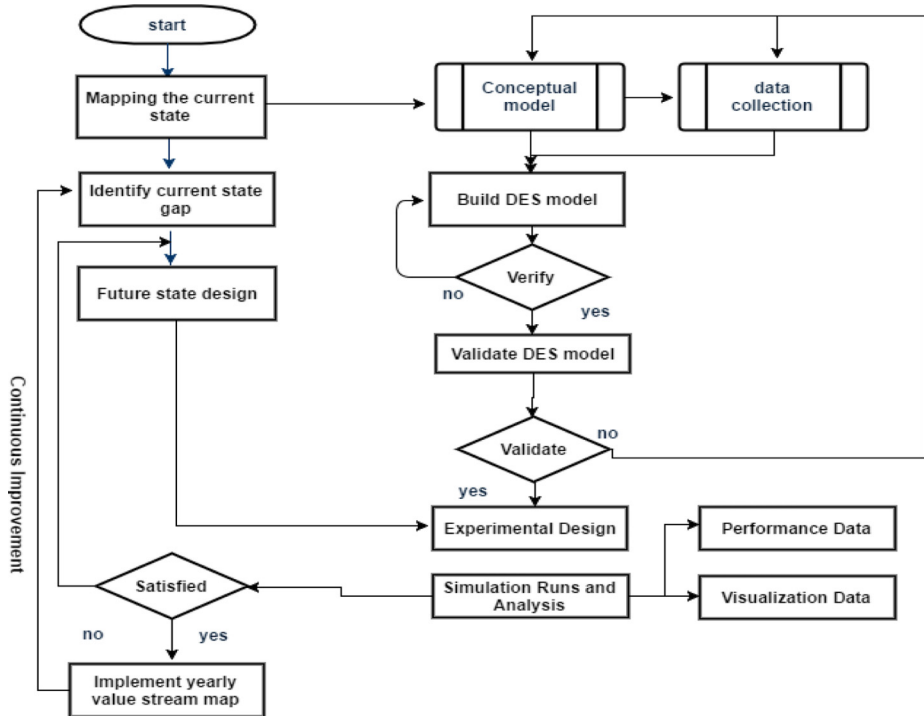 start
Mapping the current
state
Conceptual
model
data
collection
Identify current state
gap
Build DES model
Future state design
Verify
no
yes
Validate DES model
Continuous Improvement
Validate
no
yes
Experimental Design
Performance Data
Satisfied
Simulation Runs and
Analysis
Visualization Data
no
yes
Implement yearly
value stream map